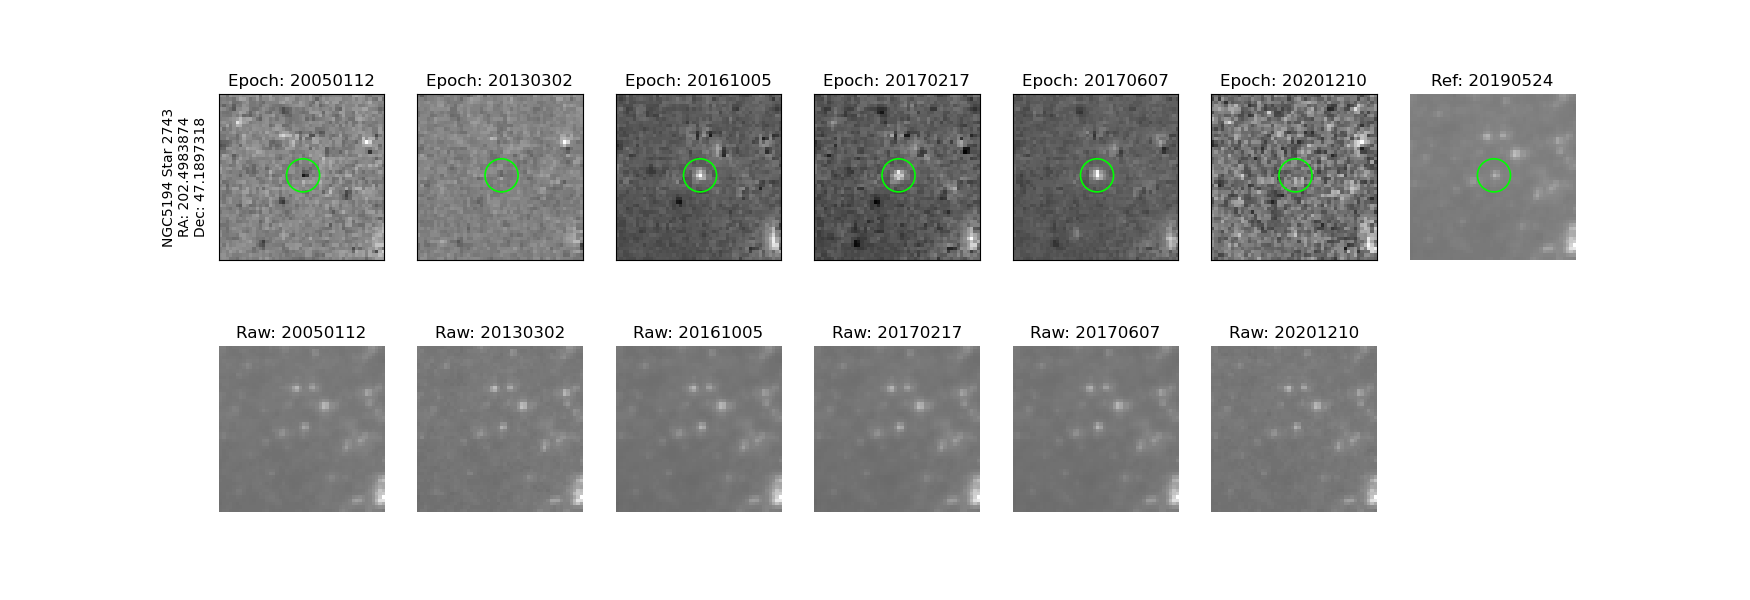 Epoch: 20050112
Epoch: 20130302
Epoch: 20161005
Epoch: 20170217
Epoch: 20170607
Epoch: 20201210
Ref: 20190524
NGC5194 Star 2743
RA: 202.4983874
Dec: 47.1897318
Raw: 20050112
Raw: 20130302
Raw: 20161005
Raw: 20170217
Raw: 20170607
Raw: 20201210